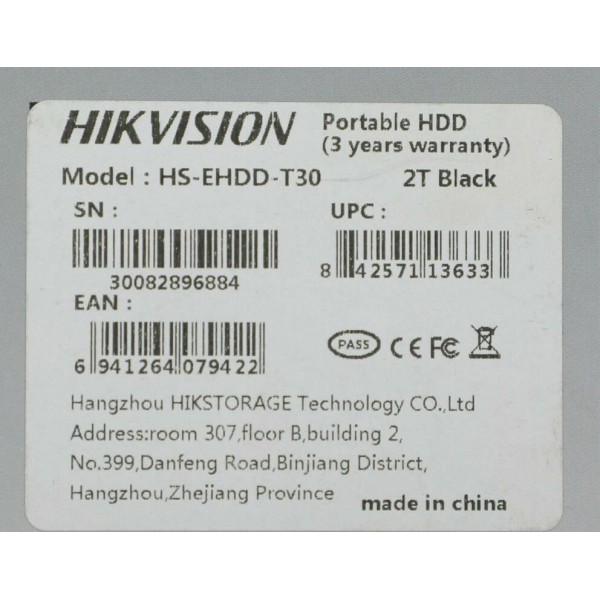 HIKVISION Portable HDD
(3 years warranty)
Model : HS-EHDD-T30 2T Black
SN : UPC :
30082896884
8 42571 13633
EAN :
6 941264 079422
PASS CE FC
Hangzhou HIKSTORAGE Technology CO.,Ltd
Address:room 307,floor B,building 2,
No.399,Danfeng Road,Binjiang District,
Hangzhou,Zhejiang Province
made in china